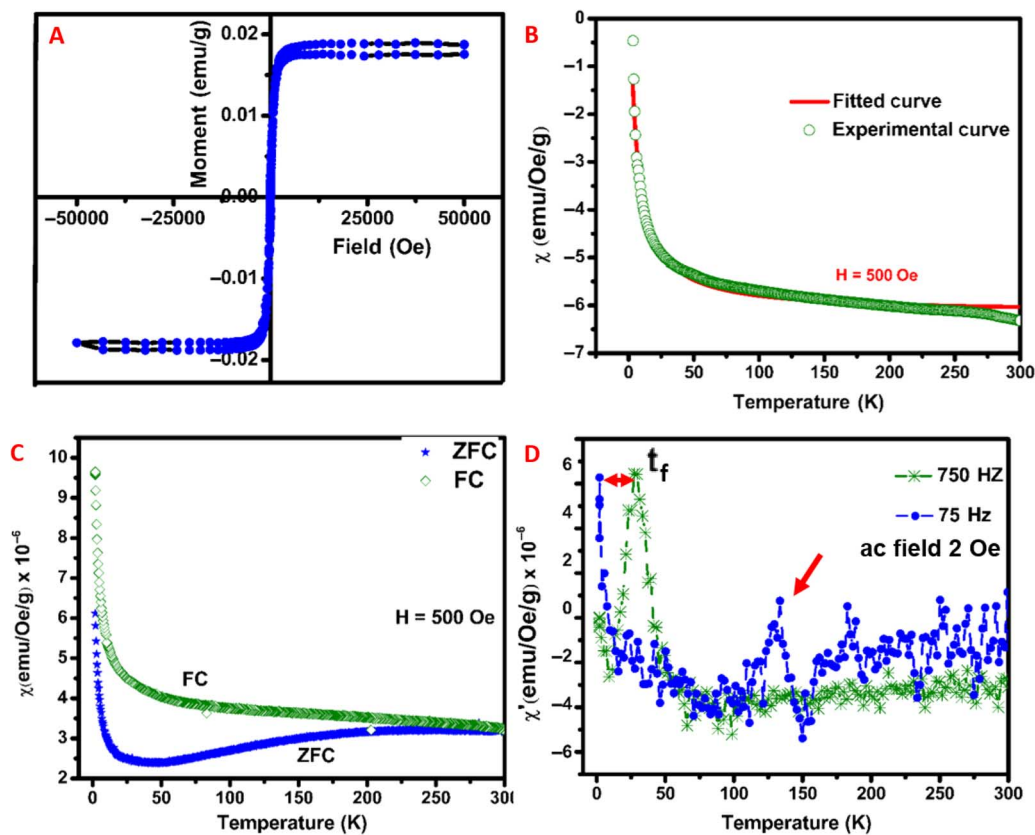 A
Moment (emu/g)
0.02
0.01
0.00
–0.01
–0.02
–50000
–25000
25000
50000
Field (Oe)
B
χ (emu/Oe/g)
0
–1
–2
–3
–4
–5
–6
–7
Fitted curve
Experimental curve
H = 500 Oe
0
50
100
150
200
250
300
Temperature (K)
C
χ(emu/Oe/g) x 10⁻⁶
10
9
8
7
6
5
4
3
2
ZFC
FC
H = 500 Oe
FC
ZFC
0
50
100
150
200
250
300
Temperature (K)
D
χ'(emu/Oe/g) x 10⁻⁶
6
4
2
0
–2
–4
–6
t_f
750 HZ
75 Hz
ac field 2 Oe
0
50
100
150
200
250
300
Temperature (K)